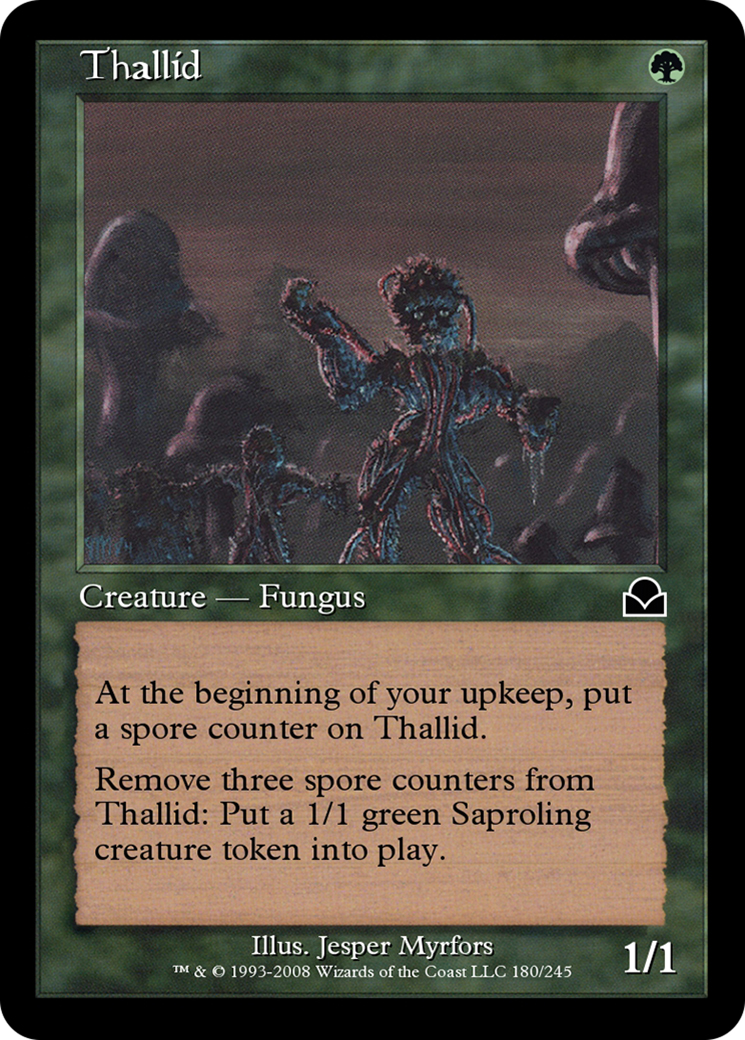 Thallid
Creature — Fungus
At the beginning of your upkeep, put
a spore counter on Thallid.
Remove three spore counters from
Thallid: Put a 1/1 green Saproling
creature token into play.
Illus. Jesper Myrfors
™ & © 1993-2008 Wizards of the Coast LLC 180/245
1/1